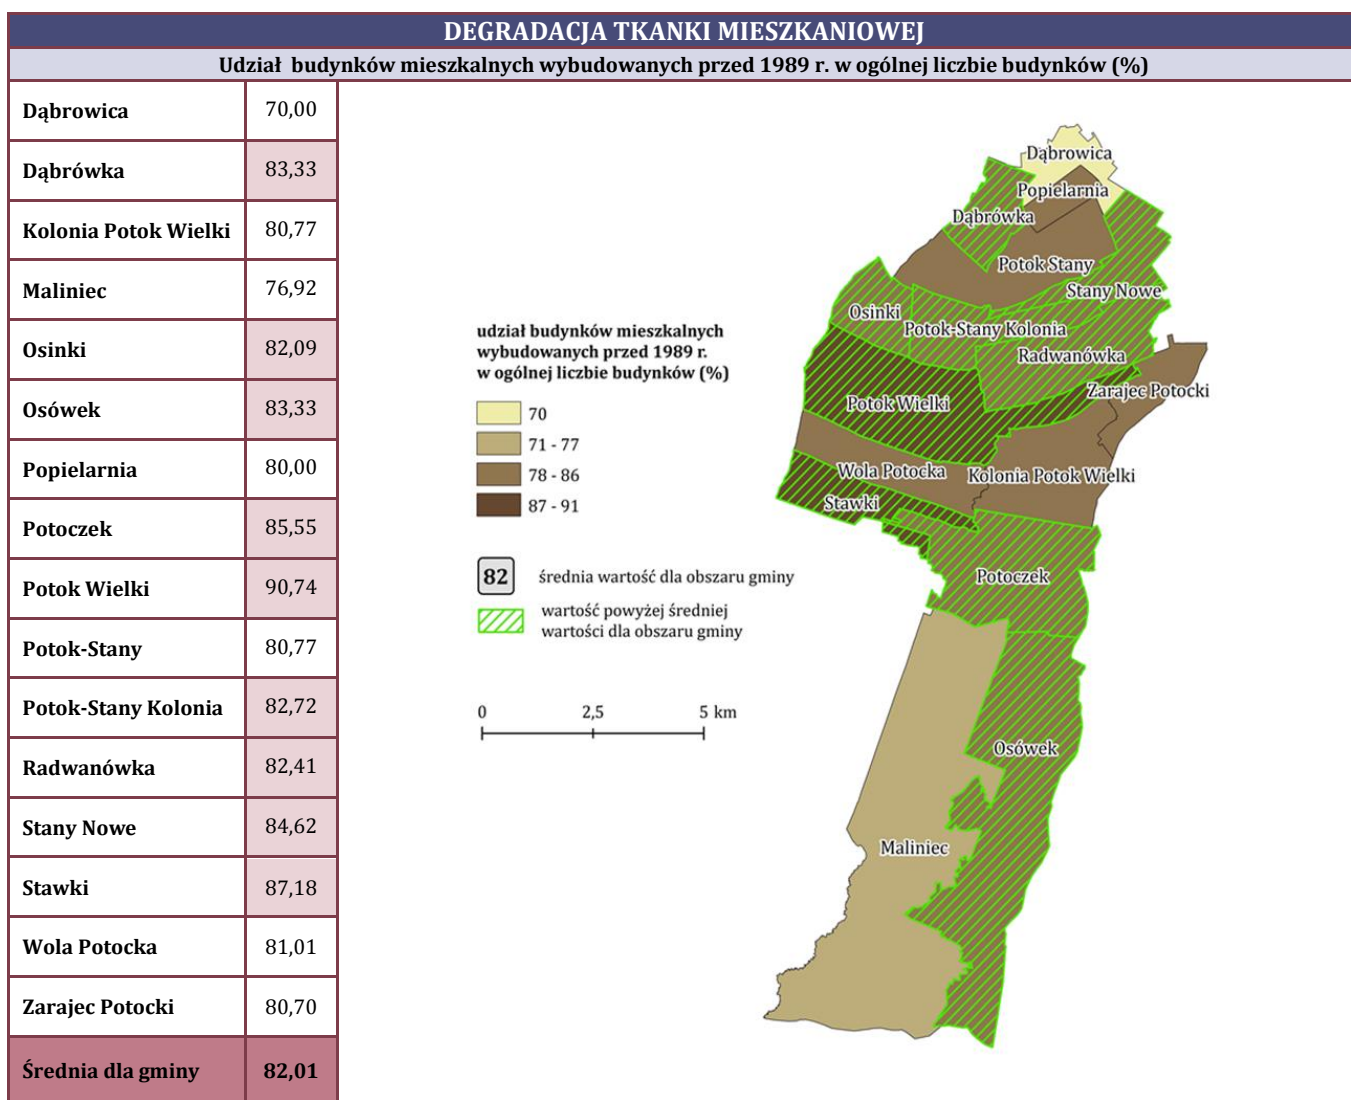 DEGRADACJA TKANKI MIESZKANIOWEJ
Udział budynków mieszkalnych wybudowanych przed 1989 r. w ogólnej liczbie budynków (%)
Dąbrowica 70,00
Dąbrówka 83,33
Kolonia Potok Wielki 80,77
Maliniec 76,92
Osinki 82,09
Osówek 83,33
Popielarnia 80,00
Potoczek 85,55
Potok Wielki 90,74
Potok-Stany 80,77
Potok-Stany Kolonia 82,72
Radwanówka 82,41
Stany Nowe 84,62
Stawki 87,18
Wola Potocka 81,01
Zarajec Potocki 80,70
Średnia dla gminy 82,01
udział budynków mieszkalnych
wybudowanych przed 1989 r.
w ogólnej liczbie budynków (%)
70
71 - 77
78 - 86
87 - 91
82 średnia wartość dla obszaru gminy
wartość powyżej średniej
wartości dla obszaru gminy
0 2,5 5 km
Dąbrowica
Popielarnia
Dąbrówka
Potok Stany
Stany Nowe
Osinki
Potok-Stany Kolonia
Radwanówka
Zarajec Potocki
Potok Wielki
Wola Potocka
Kolonia Potok Wielki
Stawki
Potoczek
Osówek
Maliniec